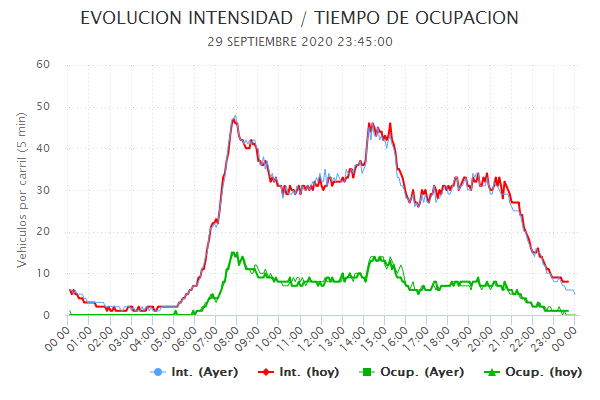 EVOLUCION INTENSIDAD / TIEMPO DE OCUPACION
29 SEPTIEMBRE 2020 23:45:00
Vehiculos por carril (5 min)
60
50
40
30
20
10
0
00:00 01:00 02:00 03:00 04:00 05:00 06:00 07:00 08:00 09:00 10:00 11:00 12:00 13:00 14:00 15:00 16:00 17:00 18:00 19:00 20:00 21:00 22:00 23:00 00:00
Int. (Ayer) Int. (hoy) Ocup. (Ayer) Ocup. (hoy)